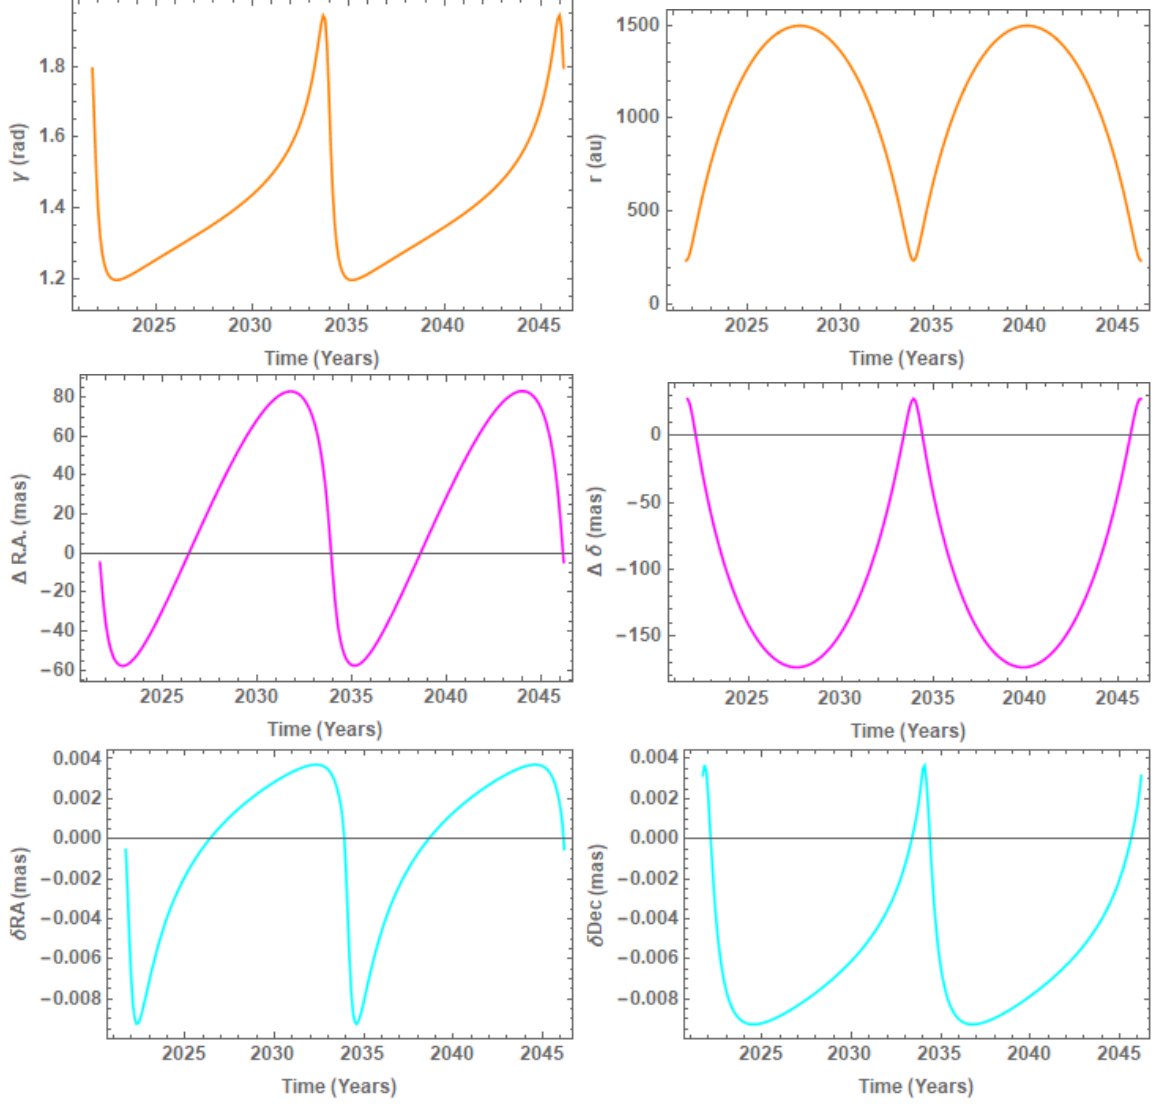 γ (rad)
1.8
1.6
1.4
1.2
2025 2030 2035 2040 2045
Time (Years)
r (au)
1500
1000
500
0
2025 2030 2035 2040 2045
Time (Years)
Δ R.A. (mas)
80
60
40
20
0
−20
−40
−60
2025 2030 2035 2040 2045
Time (Years)
Δ δ (mas)
0
−50
−100
−150
2025 2030 2035 2040 2045
Time (Years)
δRA (mas)
0.004
0.002
0.000
−0.002
−0.004
−0.006
−0.008
2025 2030 2035 2040 2045
Time (Years)
δDec (mas)
0.004
0.002
0.000
−0.002
−0.004
−0.006
−0.008
2025 2030 2035 2040 2045
Time (Years)